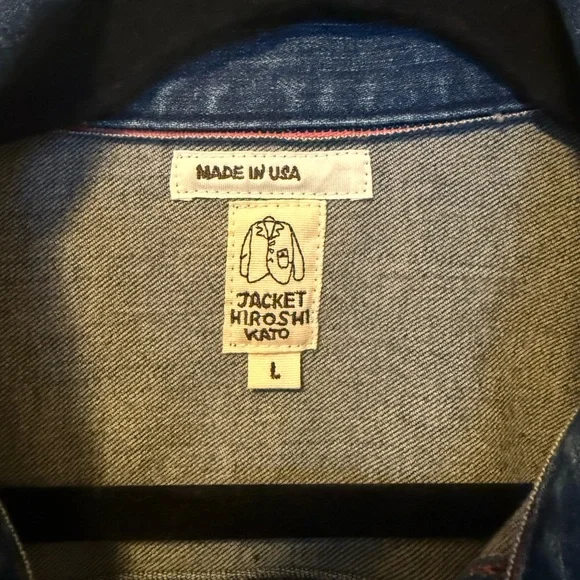 MADE IN USA
JACKET
HIROSHI
KATO
L